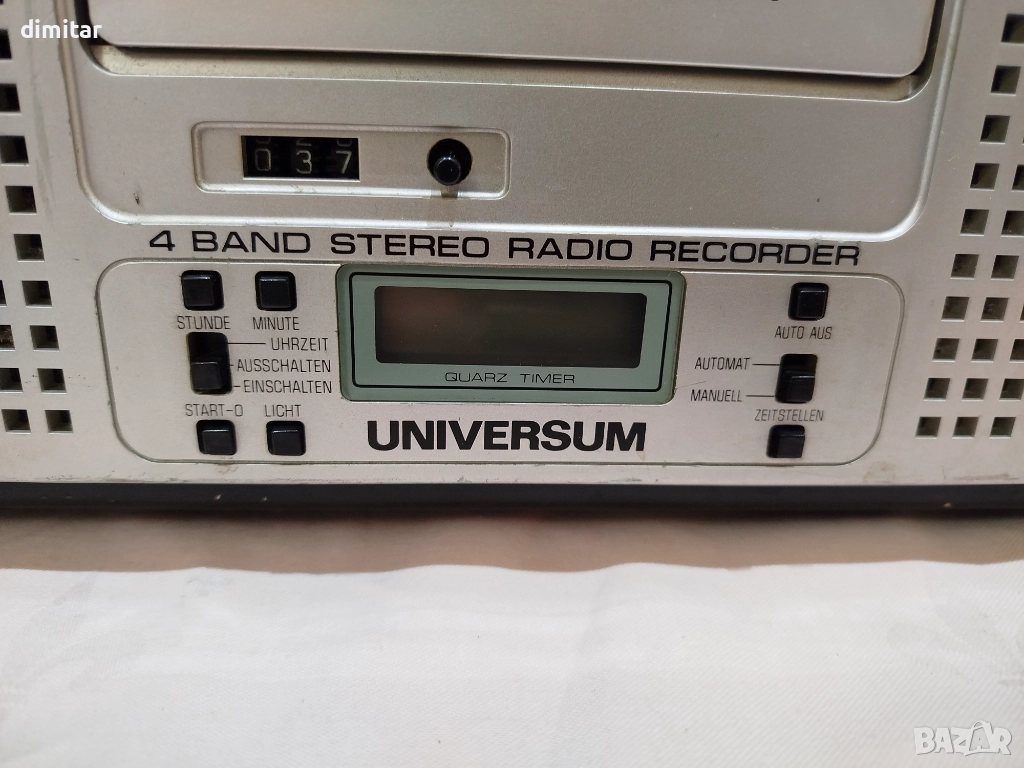 dimitar
037
4 BAND STEREO RADIO RECORDER
STUNDE MINUTE
UHRZEIT
AUSSCHALTEN
EINSCHALTEN
START-0 LICHT
QUARZ TIMER
UNIVERSUM
AUTO AUS
AUTOMAT
MANUELL
ZEITSTELLEN
BAZAR